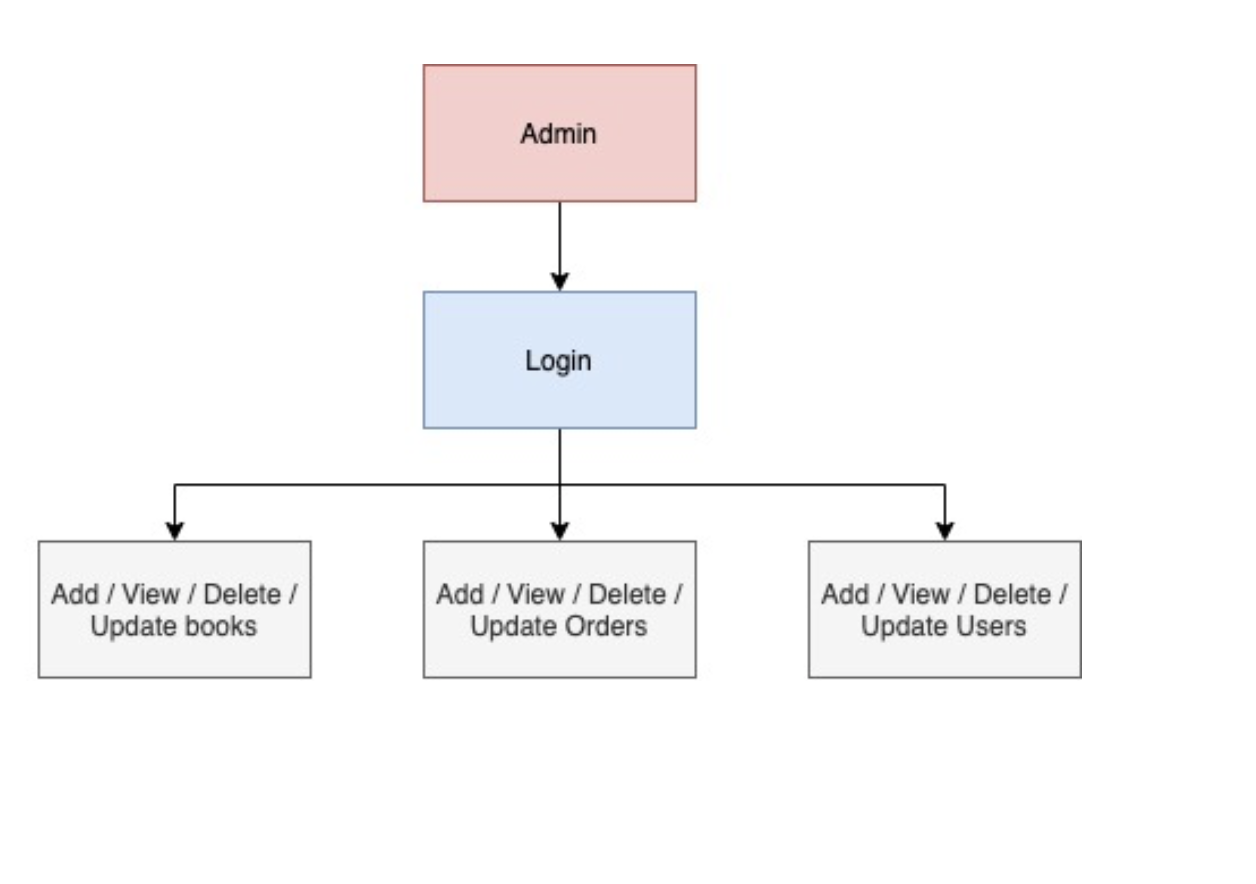 Admin
Login
Add / View / Delete /
Update books
Add / View / Delete /
Update Orders
Add / View / Delete /
Update Users